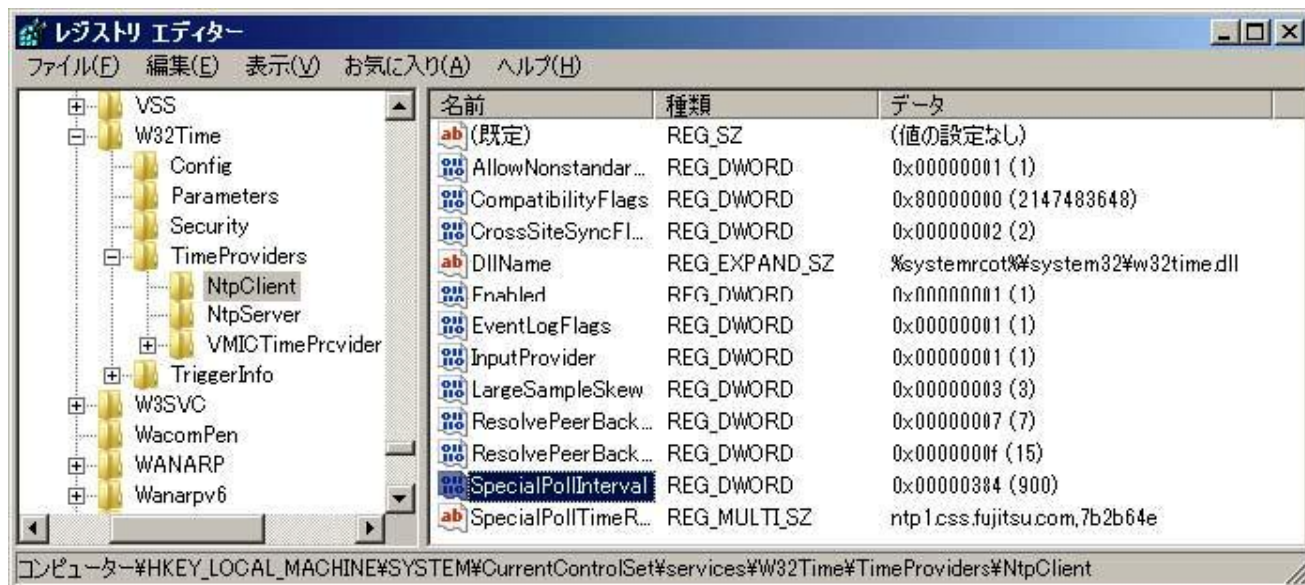 レジストリ エディター
ファイル(F) 編集(E) 表示(V) お気に入り(A) ヘルプ(H)
VSS
W32Time
Config
Parameters
Security
TimeProviders
NtpClient
NtpServer
VMICTimeProvider
TriggerInfo
W3SVC
WacomPen
WANARP
Wanarpv6
名前 種類 データ
(既定) REG_SZ (値の設定なし)
AllowNonstandar... REG_DWORD 0x00000001 (1)
CompatibilityFlags REG_DWORD 0x80000000 (2147483648)
CrossSiteSyncFl... REG_DWORD 0x00000002 (2)
DllName REG_EXPAND_SZ %systemroot%¥system32¥w32time.dll
Enabled REG_DWORD 0x00000001 (1)
EventLogFlags REG_DWORD 0x00000001 (1)
InputProvider REG_DWORD 0x00000001 (1)
LargeSampleSkew REG_DWORD 0x00000003 (3)
ResolvePeerBack... REG_DWORD 0x00000007 (7)
ResolvePeerBack... REG_DWORD 0x0000000f (15)
SpecialPollInterval REG_DWORD 0x00000384 (900)
SpecialPollTimeR... REG_MULTI_SZ ntp1.css.fujitsu.com,7b2b64e
コンピューター¥HKEY_LOCAL_MACHINE¥SYSTEM¥CurrentControlSet¥services¥W32Time¥TimeProviders¥NtpClient